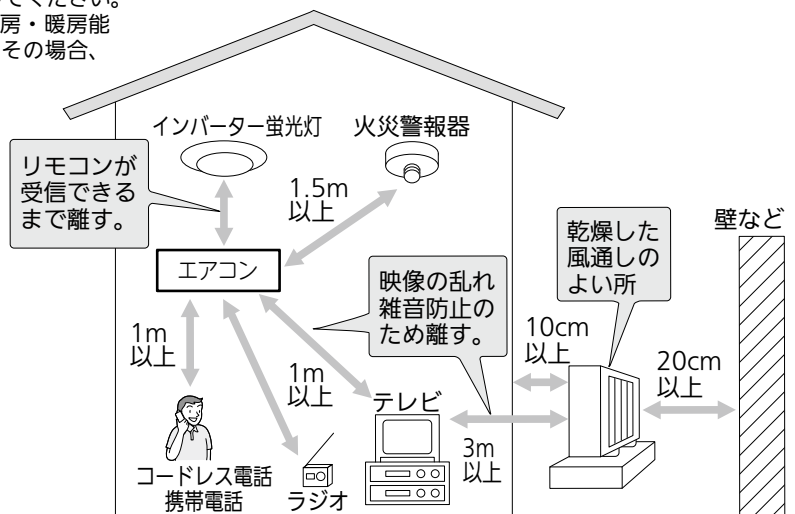 てください。
房・暖房能
その場合、
インバーター蛍光灯
火災警報器
リモコンが
受信できる
まで離す。
1.5m
以上
壁など
乾燥した
風通しの
よい所
エアコン
映像の乱れ
雑音防止の
ため離す。
1m
以上
10cm
以上
20cm
以上
1m
以上
テレビ
3m
以上
コードレス電話
携帯電話
ラジオ